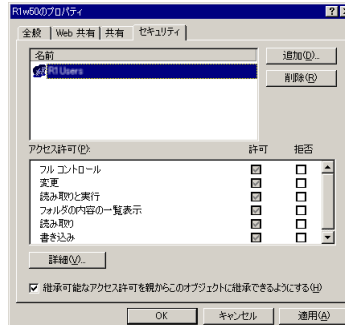 R1w50のプロパティ
全般 Web 共有 共有 セキュリティ
名前
R1Users
追加(D)...
削除(R)
アクセス許可(P): 許可 拒否
フル コントロール
変更
読み取りと実行
フォルダの内容の一覧表示
読み取り
書き込み
詳細(V)...
継承可能なアクセス許可を親からこのオブジェクトに継承できるようにする(H)
OK キャンセル 適用(A)